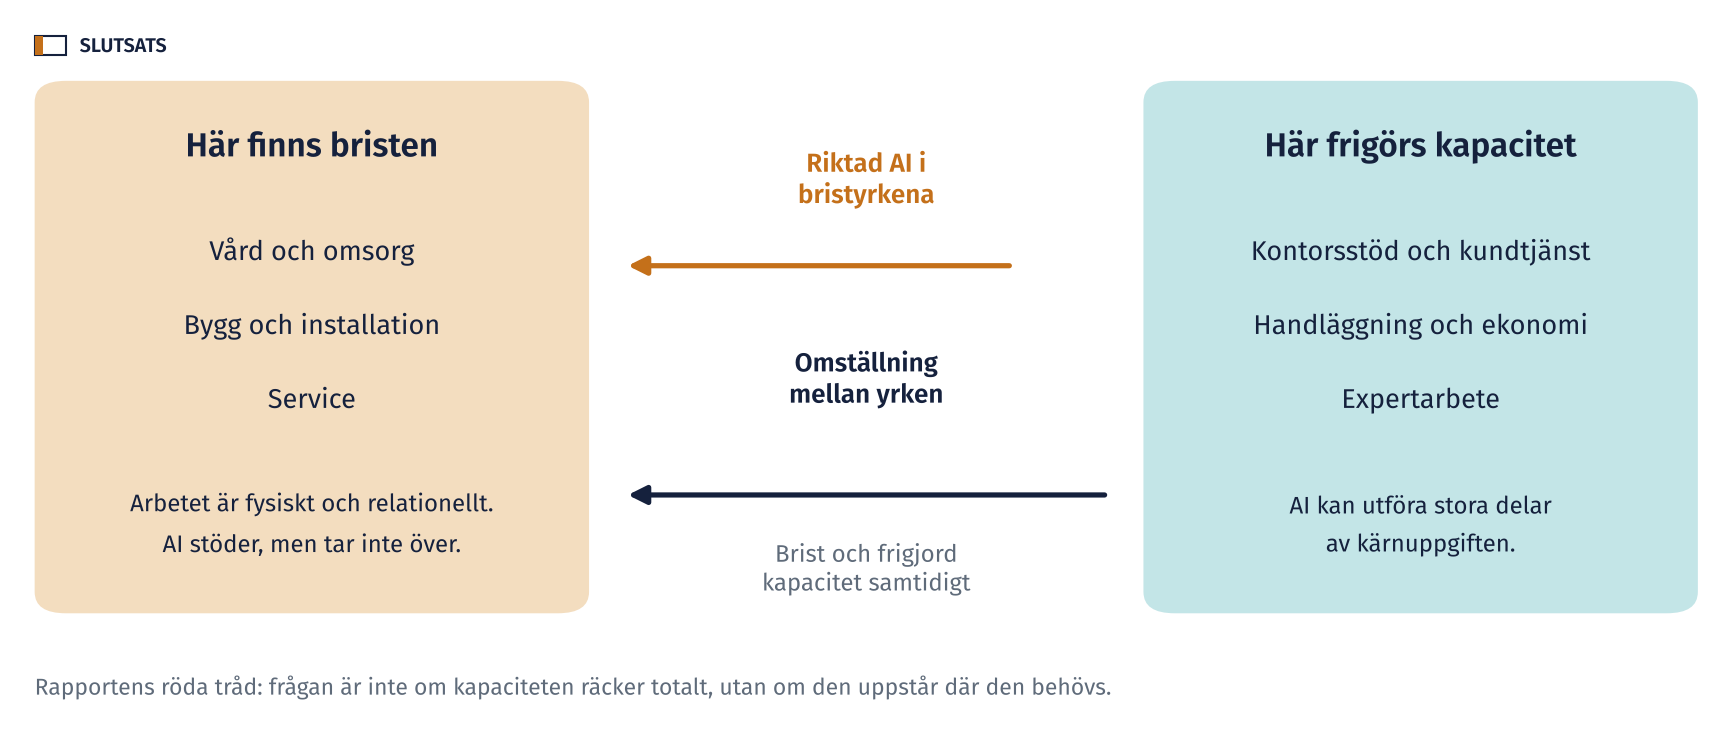 SLUTSATS
Här finns bristen
Vård och omsorg
Bygg och installation
Service
Arbetet är fysiskt och relationellt.
AI stöder, men tar inte över.
Riktad AI i
bristyrkena
Omställning
mellan yrken
Brist och frigjord
kapacitet samtidigt
Här frigörs kapacitet
Kontorsstöd och kundtjänst
Handläggning och ekonomi
Expertarbete
AI kan utföra stora delar
av kärnuppgiften.
Rapportens röda tråd: frågan är inte om kapaciteten räcker totalt, utan om den uppstår där den behövs.